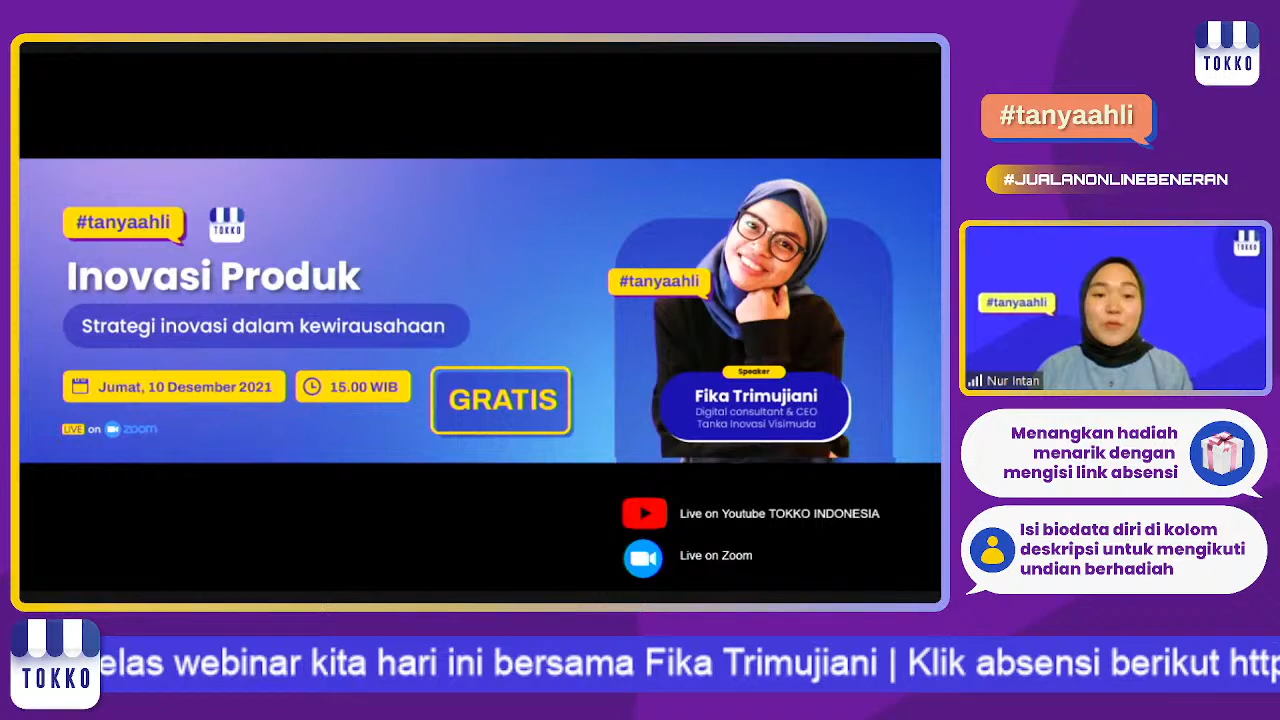 #tanyaahli
TOKKO
Inovasi Produk
Strategi inovasi dalam kewirausahaan
Jumat, 10 Desember 2021
15.00 WIB
GRATIS
LIVE on zoom
#tanyaahli
Speaker
Fika Trimujiani
Digital consultant & CEO
Tanka Inovasi Visimuda
Live on Youtube TOKKO INDONESIA
Live on Zoom
TOKKO
#tanyaahli
#JUALANONLINEBENERAN
TOKKO
#tanyaahli
Nur Intan
Menangkan hadiah
menarik dengan
mengisi link absensi
Isi biodata diri di kolom
deskripsi untuk mengikuti
undian berhadiah
TOKKO
elas webinar kita hari ini bersama Fika Trimujiani | Klik absensi berikut http